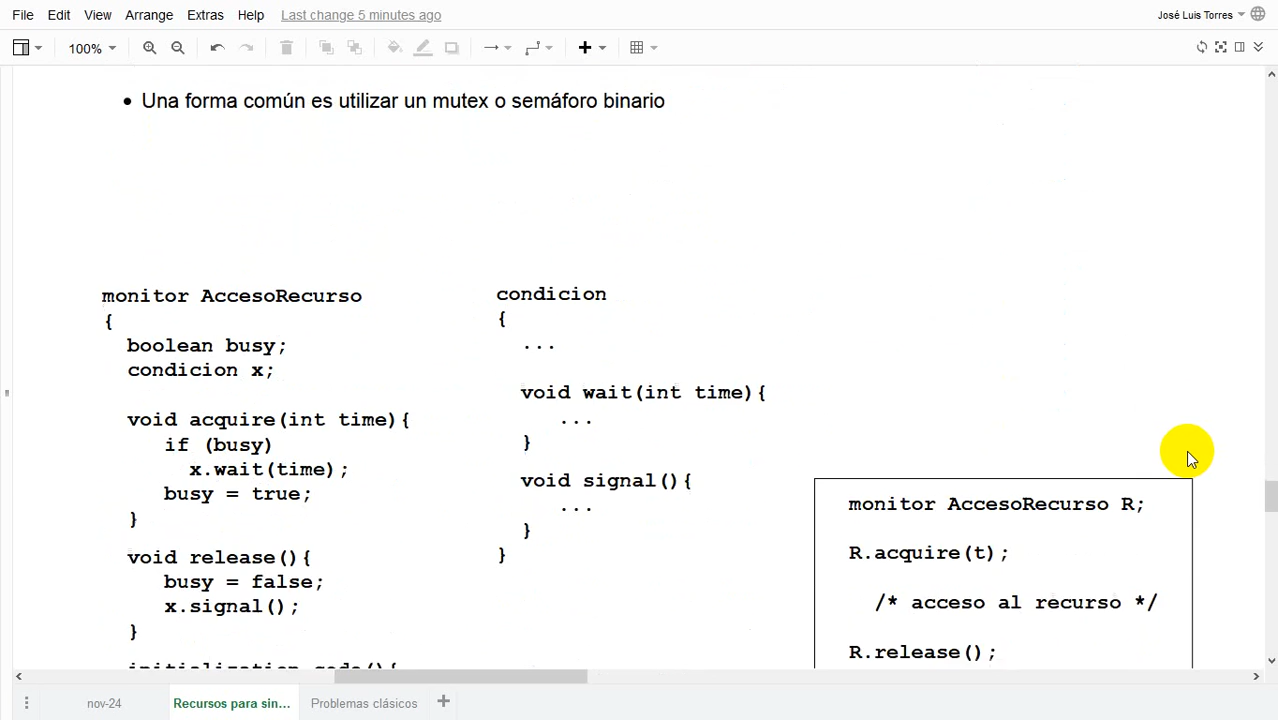 File Edit View Arrange Extras Help Last change 5 minutes ago José Luis Torres
100%
• Una forma común es utilizar un mutex o semáforo binario
monitor AccesoRecurso
{
boolean busy;
condicion x;
void acquire(int time){
if (busy)
x.wait(time);
busy = true;
}
void release(){
busy = false;
x.signal();
}
initialization code(){
condicion
{
...
void wait(int time){
...
}
void signal(){
...
}
}
monitor AccesoRecurso R;
R.acquire(t);
/* acceso al recurso */
R.release();
nov-24 Recursos para sin... Problemas clásicos